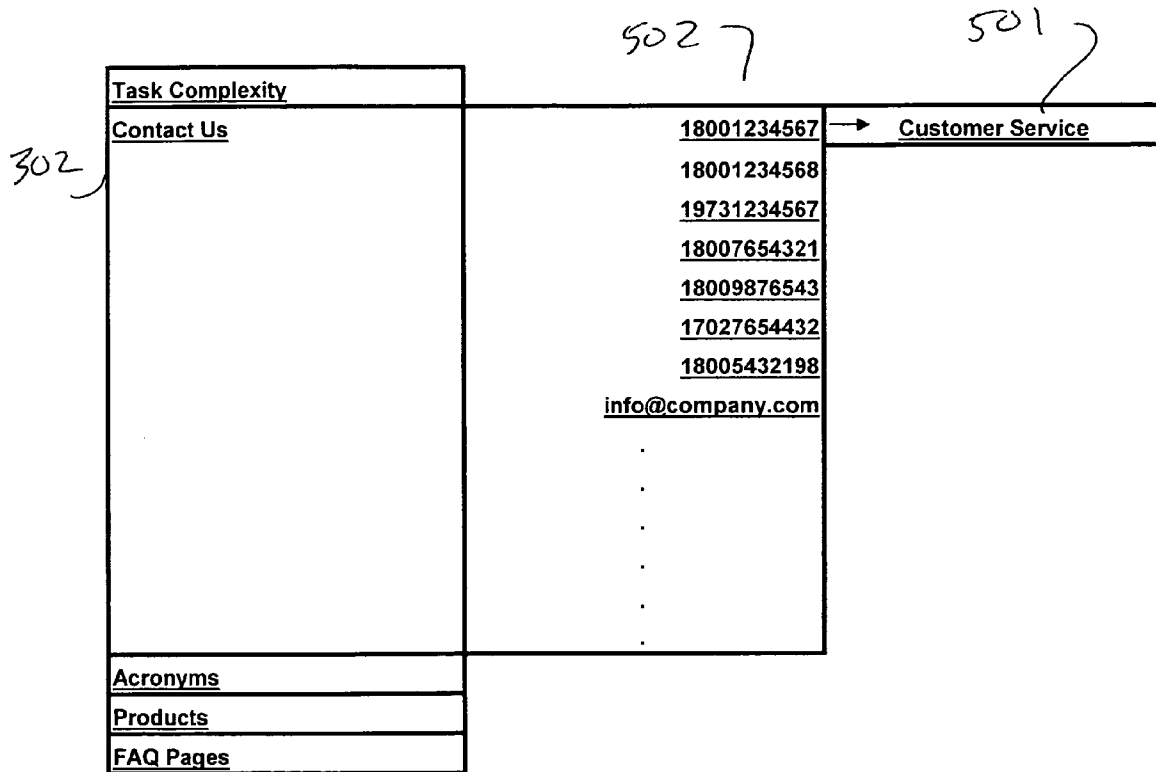 502
501
Task Complexity
Contact Us
18001234567 → Customer Service
302
18001234568
19731234567
18007654321
18009876543
17027654432
18005432198
info@company.com
.
.
.
.
.
.
Acronyms
Products
FAQ Pages